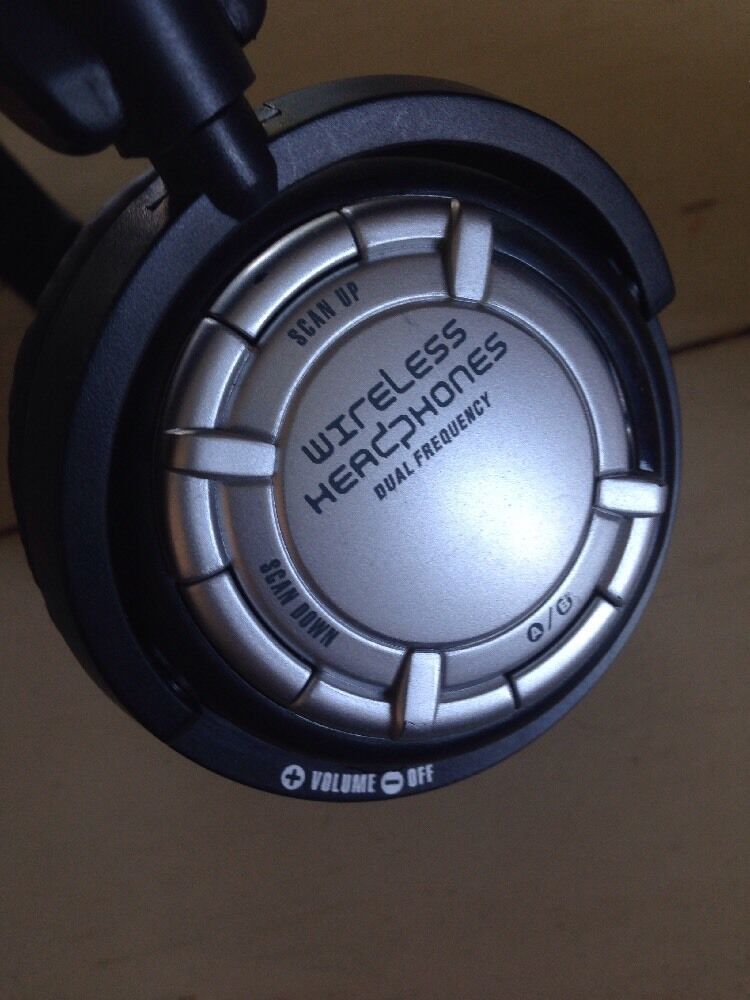 SCAN UP
WIRELESS
HEADPHONES
DUAL FREQUENCY
SCAN DOWN
A/B
+ VOLUME - OFF